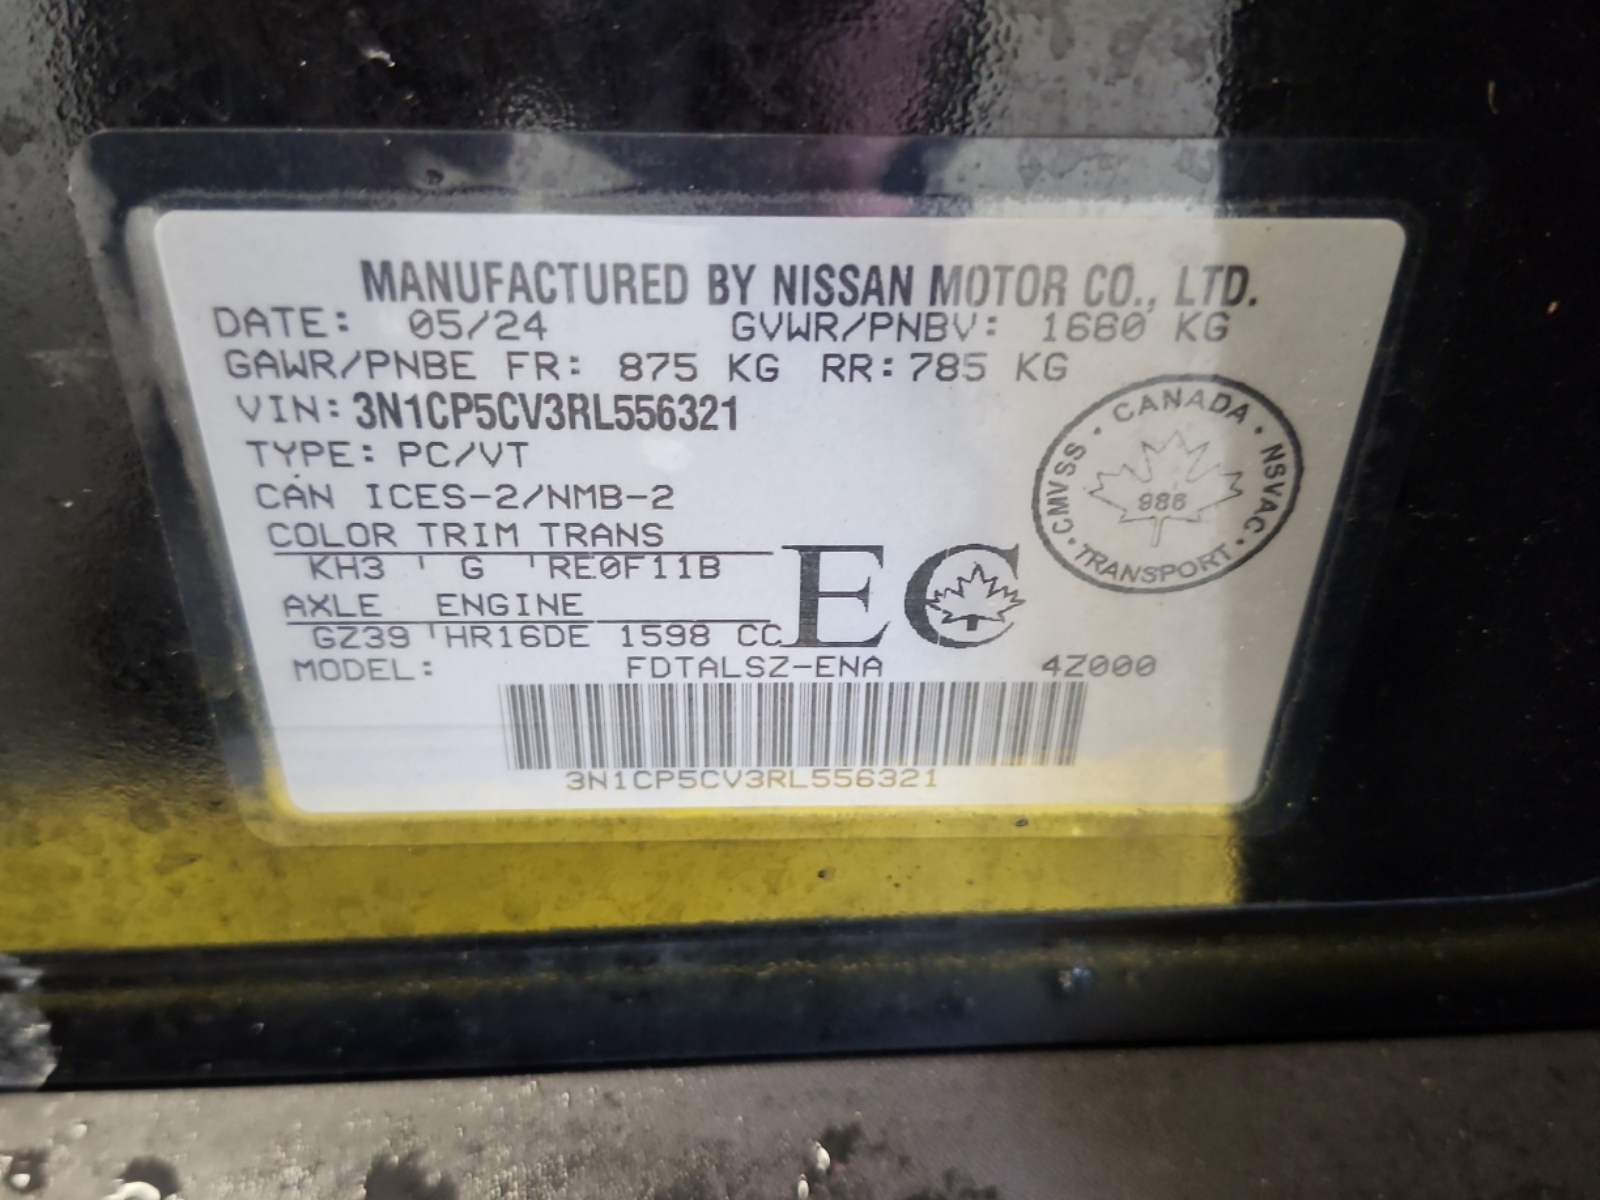 MANUFACTURED BY NISSAN MOTOR CO., LTD.
DATE: 05/24 GVWR/PNBV: 1660 KG
GAWR/PNBE FR: 875 KG RR: 785 KG
VIN: 3N1CP5CV3RL556321
TYPE: PC/VT
CAN ICES-2/NMB-2
COLOR TRIM TRANS
KH3 ' G 'RE0F11B
AXLE ENGINE
GZ39 'HR16DE 1598 CC
EC
MODEL: FDTALSZ-ENA 4Z000
3N1CP5CV3RL556321
CANADA · NSVAC · TRANSPORT · CMVSS ·
986